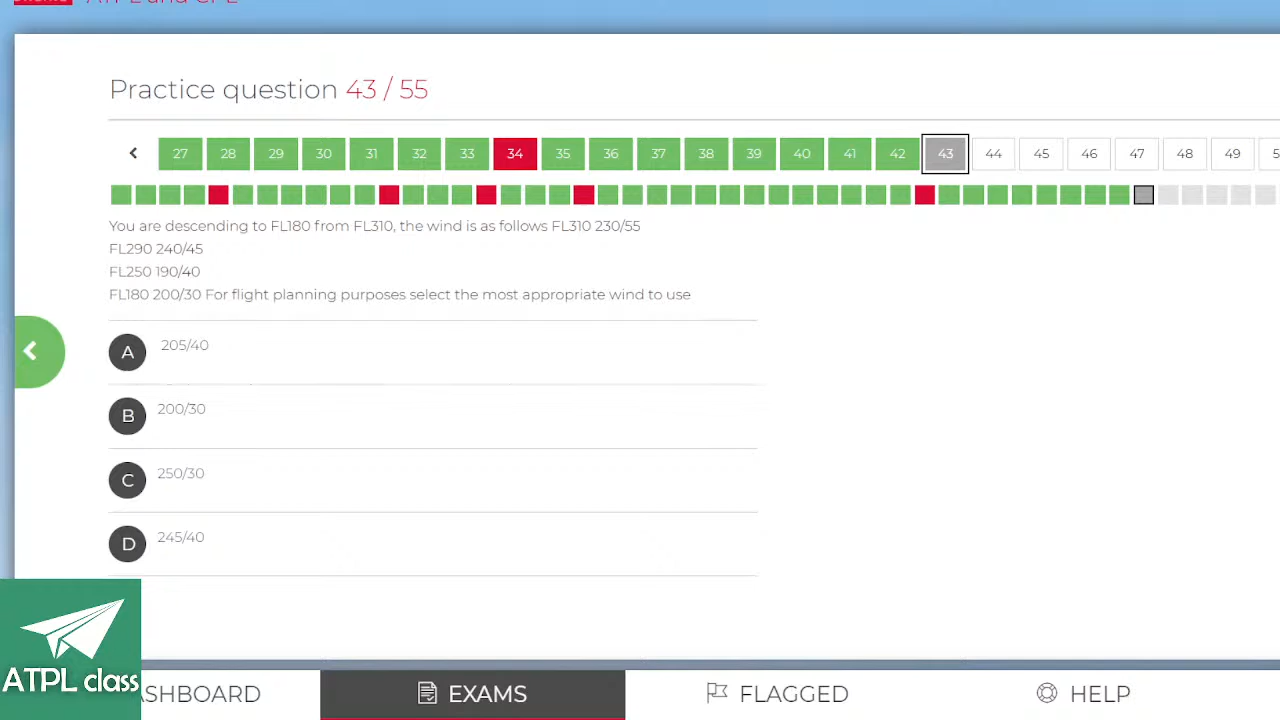 Practice question 43 / 55
27 28 29 30 31 32 33 34 35 36 37 38 39 40 41 42 43 44 45 46 47 48 49
You are descending to FL180 from FL310, the wind is as follows FL310 230/55
FL290 240/45
FL250 190/40
FL180 200/30 For flight planning purposes select the most appropriate wind to use
A 205/40
B 200/30
C 250/30
D 245/40
ATPL class
ASHBOARD
EXAMS
FLAGGED
HELP